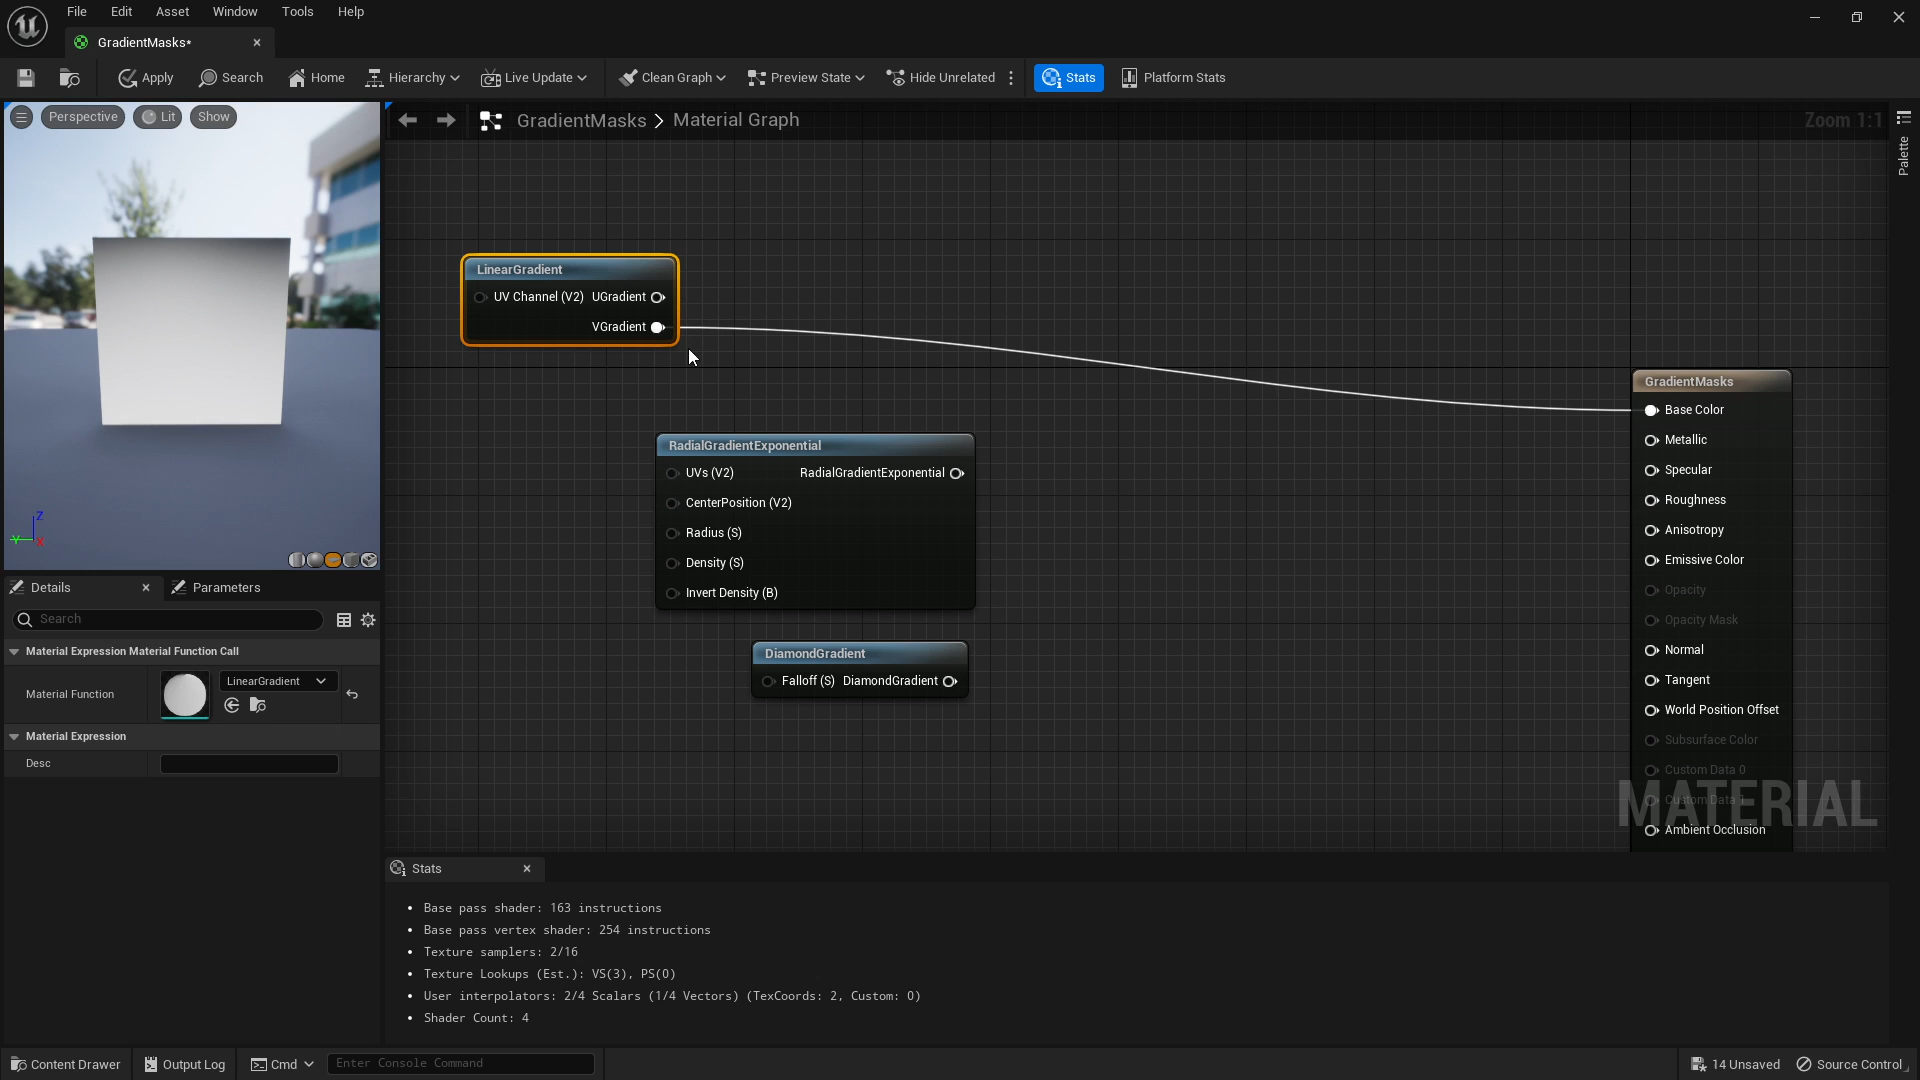 File Edit Asset Window Tools Help
GradientMasks*
Apply Search Home Hierarchy Live Update Clean Graph Preview State Hide Unrelated Stats Platform Stats
Perspective Lit Show
GradientMasks > Material Graph
Zoom 1:1
Palette
LinearGradient
UV Channel (V2) UGradient
VGradient
RadialGradientExponential
UVs (V2) RadialGradientExponential
CenterPosition (V2)
Radius (S)
Density (S)
Invert Density (B)
DiamondGradient
Falloff (S) DiamondGradient
GradientMasks
Base Color
Metallic
Specular
Roughness
Anisotropy
Emissive Color
Opacity
Opacity Mask
Normal
Tangent
World Position Offset
Subsurface Color
Custom Data 0
Custom Data 1
Ambient Occlusion
MATERIAL
Z
Y
X
Details Parameters
Search
Material Expression Material Function Call
Material Function LinearGradient
Material Expression
Desc
Stats
• Base pass shader: 163 instructions
• Base pass vertex shader: 254 instructions
• Texture samplers: 2/16
• Texture Lookups (Est.): VS(3), PS(0)
• User interpolators: 2/4 Scalars (1/4 Vectors) (TexCoords: 2, Custom: 0)
• Shader Count: 4
Content Drawer Output Log Cmd Enter Console Command 14 Unsaved Source Control